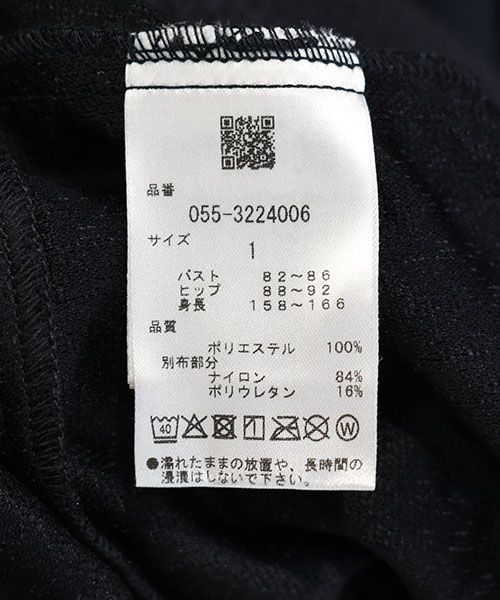 品番
055-3224006
サイズ
1
バスト 82〜86
ヒップ 88〜92
身長 158〜166
品質
ポリエステル 100%
別布部分
ナイロン 84%
ポリウレタン 16%
40 W
●濡れたままの放置や、長時間の
浸漬はしないで下さい。